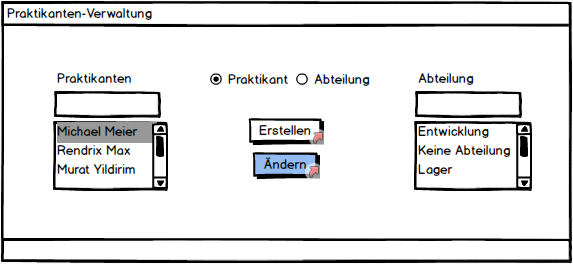 Praktikanten-Verwaltung
Praktikanten
Praktikant
Abteilung
Abteilung
Michael Meier
Rendrix Max
Murat Yildirim
Erstellen
Ändern
Entwicklung
Keine Abteilung
Lager